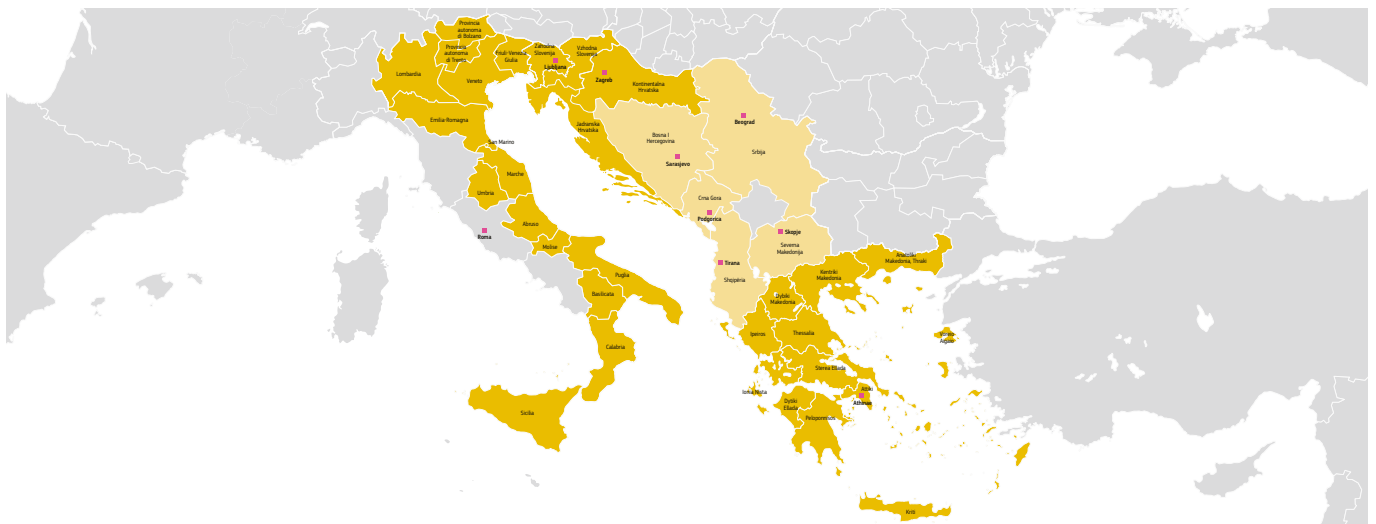 Provincia
autonoma
di Bolzano
Provincia
autonoma
di Trento
Friuli-Venezia
Giulia
Zahodna
Slovenija
Vzhodna
Slovenija
Ljubljana
Lombardia
Veneto
Zagreb
Kontinentalna
Hrvatska
Emilia-Romagna
Jadranska
Hrvatska
Bosna I
Hercegovina
Beograd
San Marino
Sarasjevo
Srbija
Marche
Umbria
Crna Gora
Podgorica
Abruso
Roma
Molise
Skopje
Severna
Makedonija
Anatoliki
Makedonia, Thraki
Tirana
Shqipëria
Puglia
Kentriki
Makedonia
Basilicata
Dytiki
Makedonia
Ipeiros
Thessalia
Voreio
Aigaio
Calabria
Sterea Ellada
Ionia Nisia
Attiki
Athinae
Dytiki
Ellada
Peloponnisos
Sicilia
Kriti